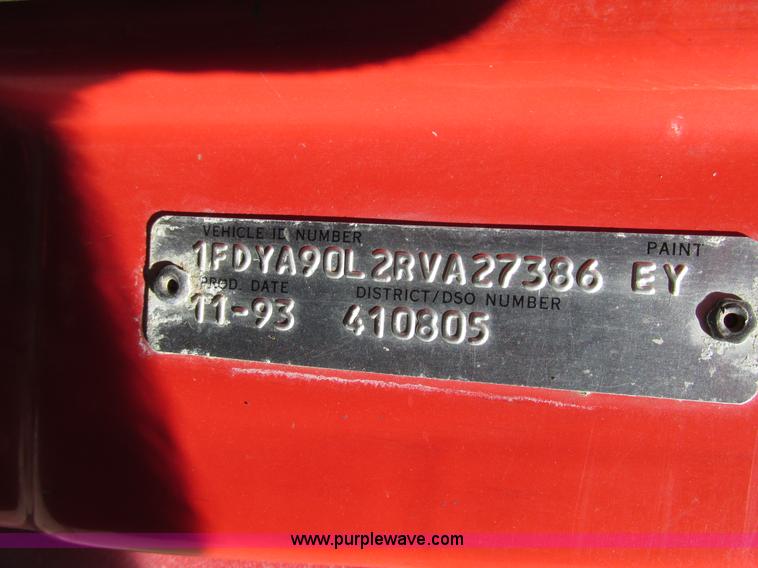 VEHICLE ID NUMBER PAINT
1FDYA90L2RVA27386 EY
PROD. DATE DISTRICT/DSO NUMBER
11-93 410805
www.purplewave.com